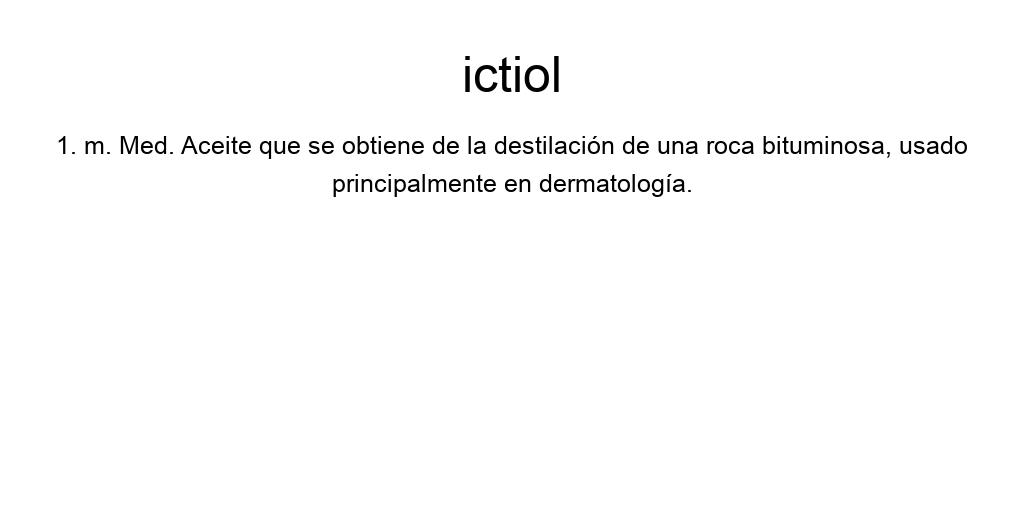 ictiol
1. m. Med. Aceite que se obtiene de la destilación de una roca bituminosa, usado
principalmente en dermatología.